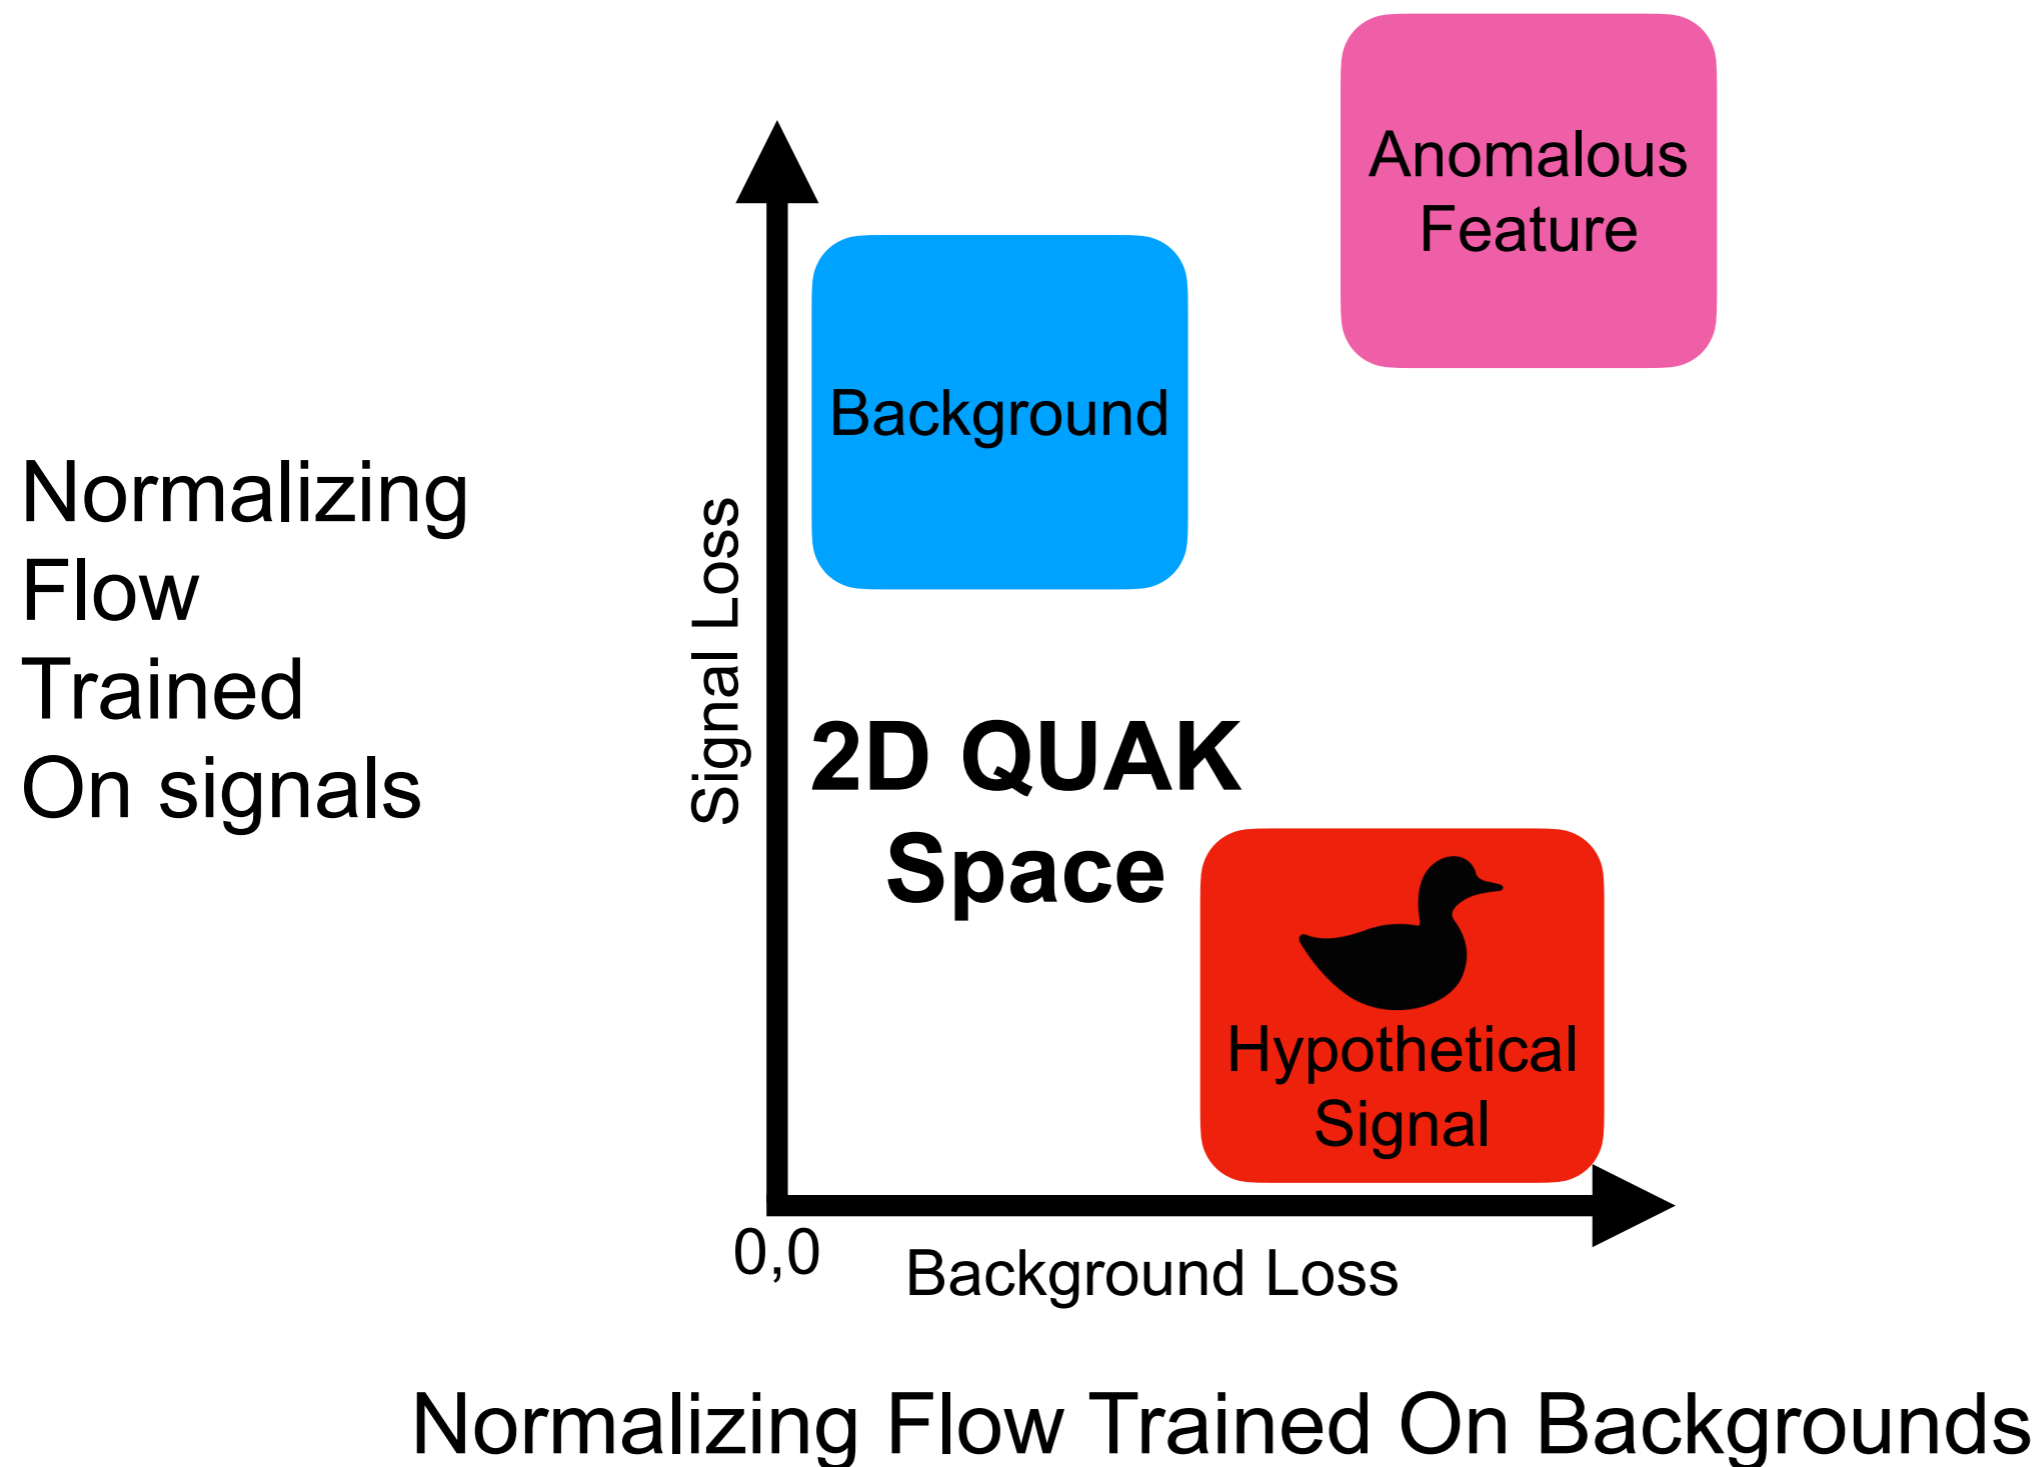 Anomalous
Feature
Background
Normalizing
Flow
Trained
On signals
Signal Loss
2D QUAK
Space
Hypothetical
Signal
0,0
Background Loss
Normalizing Flow Trained On Backgrounds